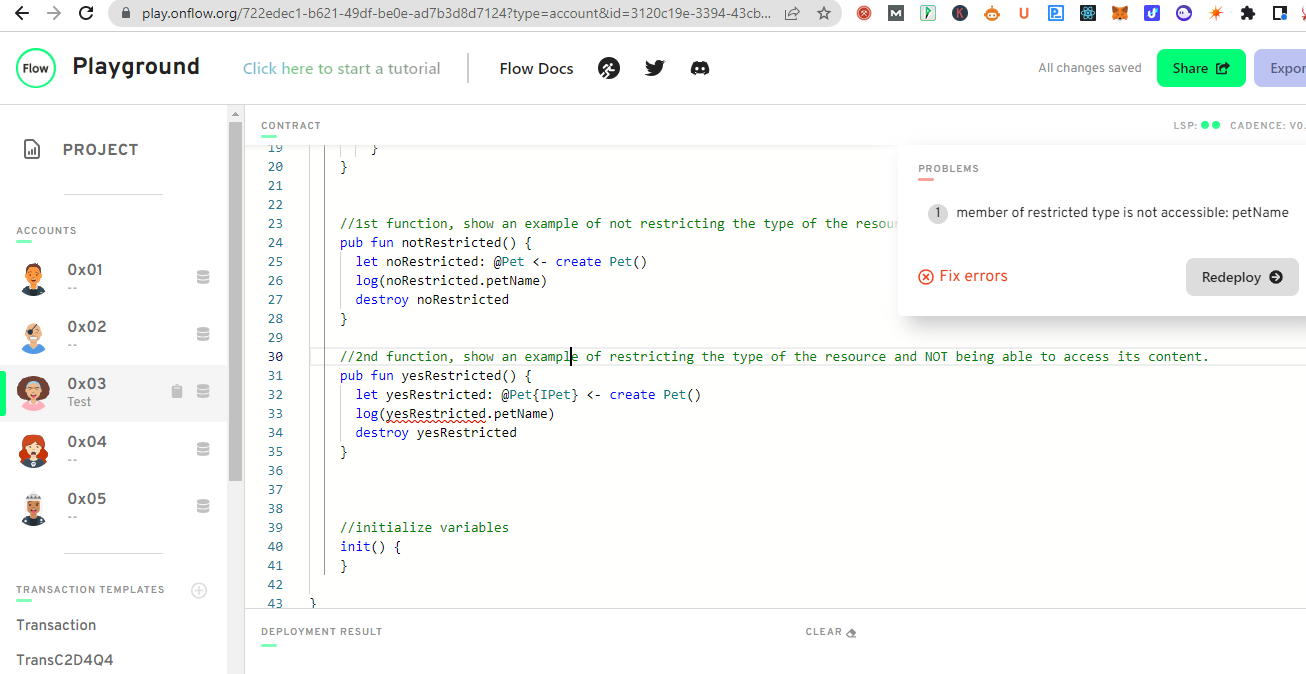 play.onflow.org/722edec1-b621-49df-be0e-ad7b3d8d7124?type=account&id=3120c19e-3394-43cb...
Flow
Playground
Click here to start a tutorial
Flow Docs
All changes saved
Share
Expor
PROJECT
ACCOUNTS
0x01
--
0x02
--
0x03
Test
0x04
--
0x05
--
TRANSACTION TEMPLATES
Transaction
TransC2D4Q4
CONTRACT
LSP:
CADENCE: V0.
19 }
20 }
21
22
23 //1st function, show an example of not restricting the type of the resour
24 pub fun notRestricted() {
25 let noRestricted: @Pet <- create Pet()
26 log(noRestricted.petName)
27 destroy noRestricted
28 }
29
30 //2nd function, show an example of restricting the type of the resource and NOT being able to access its content.
31 pub fun yesRestricted() {
32 let yesRestricted: @Pet{IPet} <- create Pet()
33 log(yesRestricted.petName)
34 destroy yesRestricted
35 }
36
37
38
39 //initialize variables
40 init() {
41 }
42
43 }
PROBLEMS
1 member of restricted type is not accessible: petName
Fix errors
Redeploy
DEPLOYMENT RESULT
CLEAR